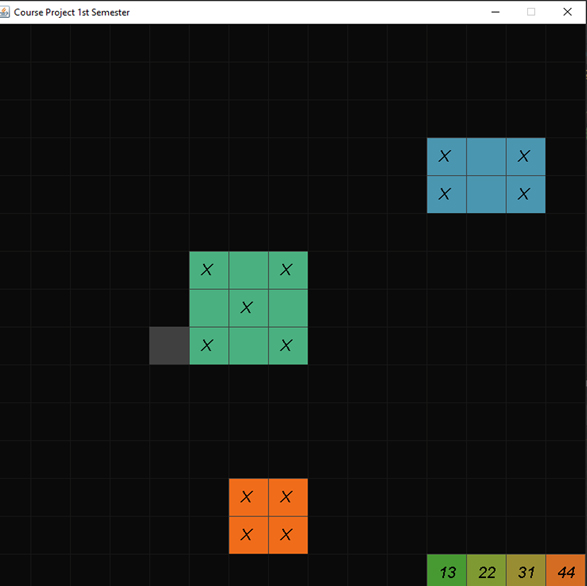 Course Project 1st Semester
X X
X X
X X
X
X X
X X
X X
13 22 31 44